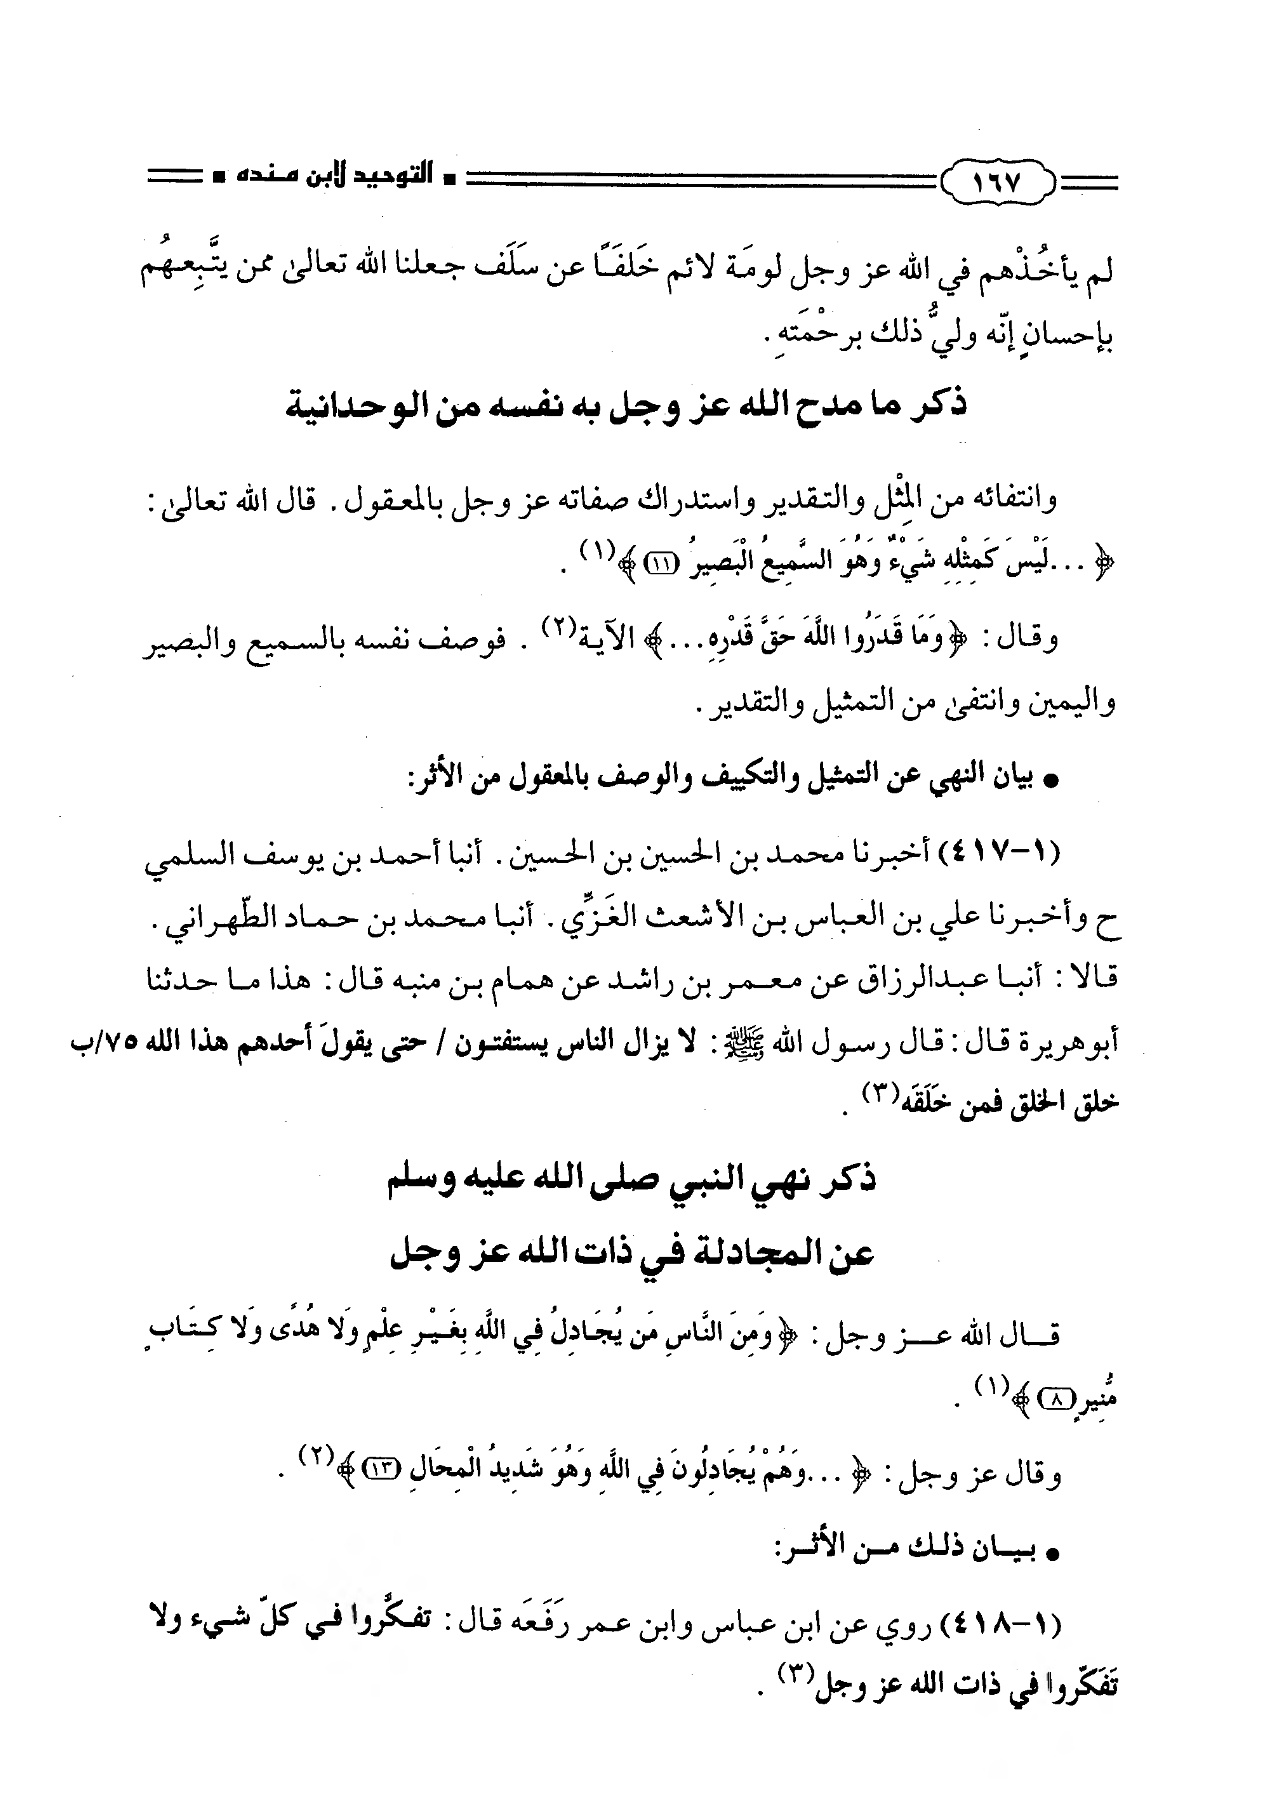 ١٦٧ ■ التوحيد لابن منده ■
لم يأخُذْهم في الله عز وجل لومَة لائم خَلَفَاً عن سَلَف جعلنا الله تعالىٰ ممن يتَّبِعهُم
بإحسانٍ إنّه وليُّ ذلك برحْمَتهِ .
ذكر ما مدح الله عز وجل به نفسه من الوحدانية
وانتفائه من المِثْل والتقدير واستدراك صفاته عز وجل بالمعقول . قال الله تعالىٰ :
﴿ ...لَيْسَ كَمِثْلِهِ شَيْءٌ وَهُوَ السَّمِيعُ الْبَصِيرُ (١١)﴾(١) .
وقال : ﴿وَمَا قَدَرُوا اللَّهَ حَقَّ قَدْرِهِ...﴾ الآية(٢) . فوصف نفسه بالسميع والبصير
واليمين وانتفىٰ من التمثيل والتقدير .
● بيان النهي عن التمثيل والتكييف والوصف بالمعقول من الأثر:
(١-٤١٧) أخبرنا محمد بن الحسين بن الحسين . أنبا أحمد بن يوسف السلمي
ح وأخبرنا علي بن العباس بن الأشعث الغَزِّي . أنبا محمد بن حماد الطّهراني .
قالا : أنبا عبدالرزاق عن معمر بن راشد عن همام بن منبه قال : هذا ما حدثنا
أبوهريرة قال : قال رسول الله ﷺ : لا يزال الناس يستفتون / حتى يقولَ أحدهم هذا الله ٧٥/ب
خلق الخلق فمن خَلَقَه(٣) .
ذكر نهي النبي صلى الله عليه وسلم
عن المجادلة في ذات الله عز وجل
قال الله عز وجل : ﴿وَمِنَ النَّاسِ مَن يُجَادِلُ فِي اللَّهِ بِغَيْرِ عِلْمٍ وَلَا هُدًى وَلَا كِتَابٍ
مُّنِيرٍ(٨)﴾(١) .
وقال عز وجل : ﴿ ...وَهُمْ يُجَادِلُونَ فِي اللَّهِ وَهُوَ شَدِيدُ الْمِحَالِ (١٣)﴾(٢) .
● بيان ذلك من الأثر:
(١-٤١٨) روي عن ابن عباس وابن عمر رَفَعَه قال : تفكَّروا في كلّ شيء ولا
تَفَكّروا في ذات الله عز وجل(٣) .